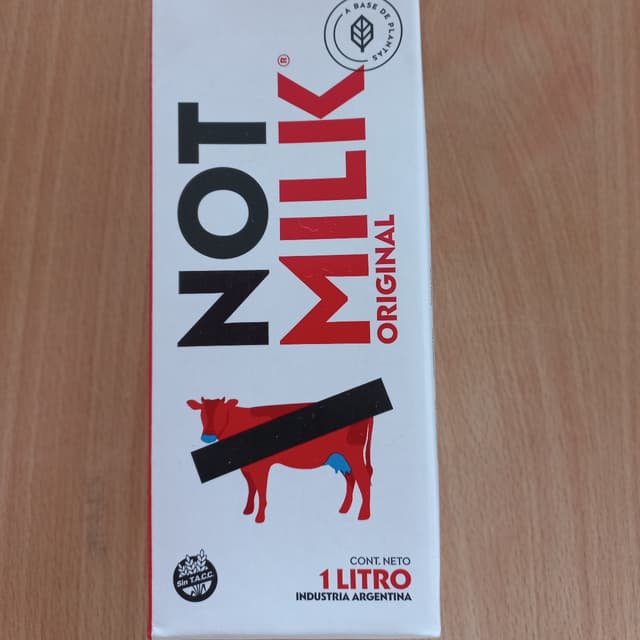 A BASE DE PLANTAS
NOT
MILK®
ORIGINAL
Sin T.A.C.C.
CONT. NETO
1 LITRO
INDUSTRIA ARGENTINA